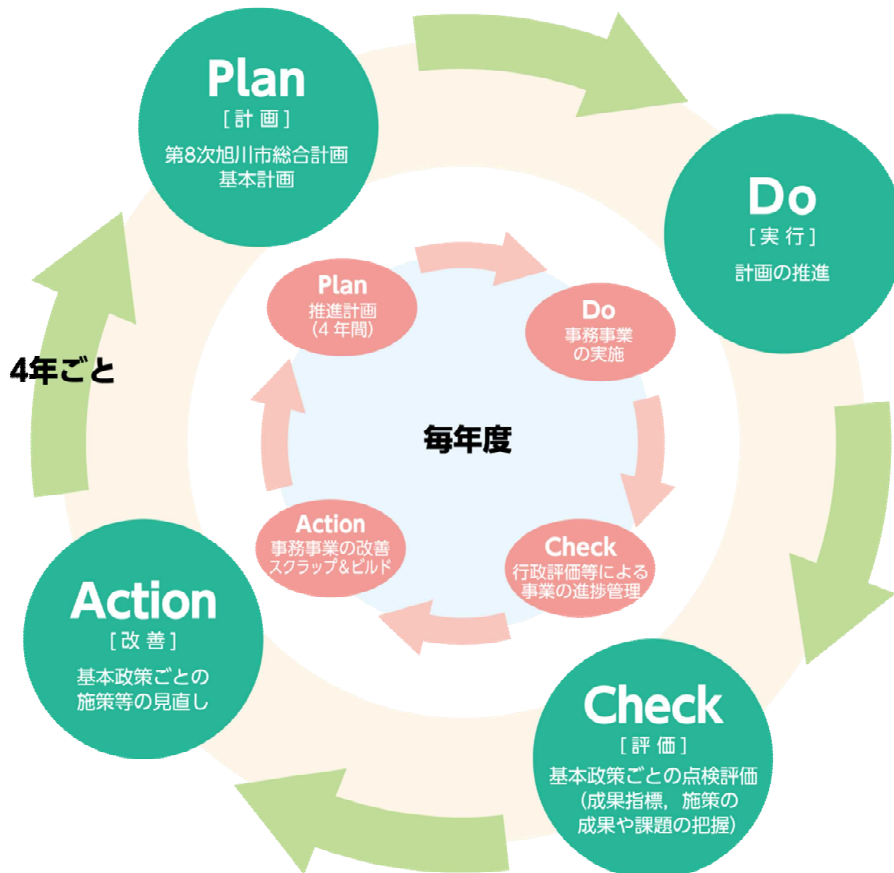 Plan
[ 計 画 ]
第8次旭川市総合計画
基本計画
Do
[ 実 行 ]
計画の推進
Check
[ 評 価 ]
基本政策ごとの点検評価
(成果指標，施策の
成果や課題の把握)
Action
[ 改 善 ]
基本政策ごとの
施策等の見直し
4年ごと
Plan
推進計画
(4 年間)
Do
事務事業
の実施
Check
行政評価等による
事業の進捗管理
Action
事務事業の改善
スクラップ&ビルド
毎年度